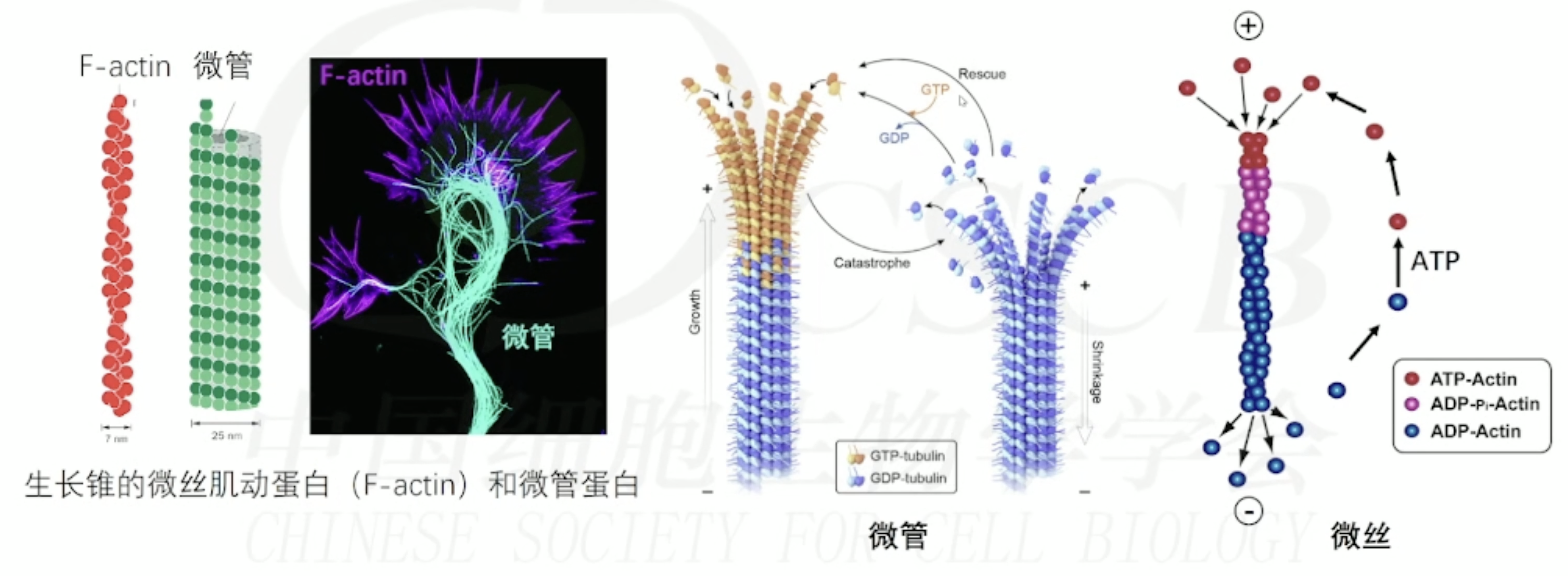 F-actin 微管
7 nm
25 nm
F-actin
微管
生长锥的微丝肌动蛋白（F-actin）和微管蛋白
Rescue
GTP
GDP
+
Catastrophe
Growth
+
Shrinkage
GTP-tubulin
GDP-tubulin
−
−
微管
+
ATP
ATP-Actin
ADP-Pi-Actin
ADP-Actin
-
微丝
CSCB
中国细胞生物学学会
CHINESE SOCIETY FOR CELL BIOLOGY